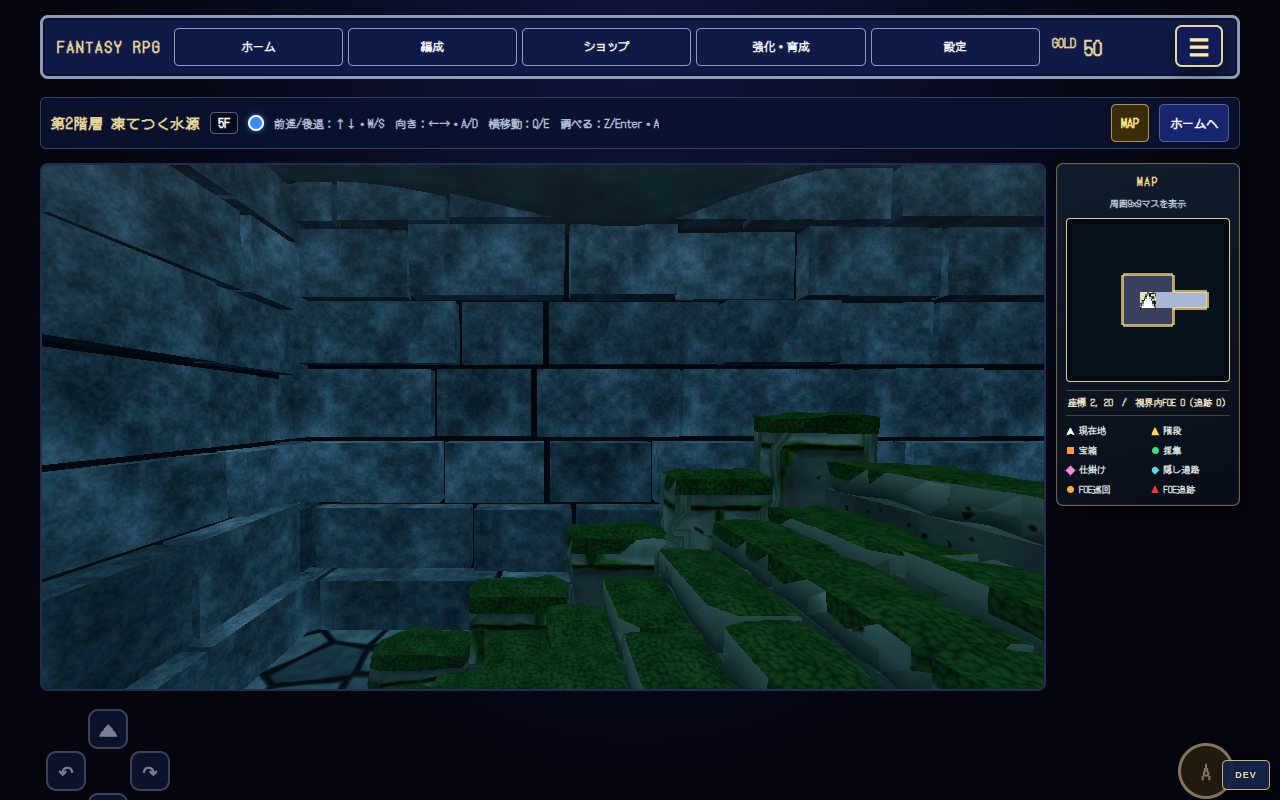 FANTASY RPG ホーム 編成 ショップ 強化・育成 設定 GOLD 50
第2階層 凍てつく水源 5F 前進/後退:↑↓・W/S 向き:←→・A/D 横移動:Q/E 調べる:Z/Enter・A MAP ホームへ
MAP
周囲9x9マスを表示
座標 2, 20 / 視界内FOE 0 (追跡 0)
現在地 階段
宝箱 採集
仕掛け 隠し通路
FOE巡回 FOE追跡
A DEV